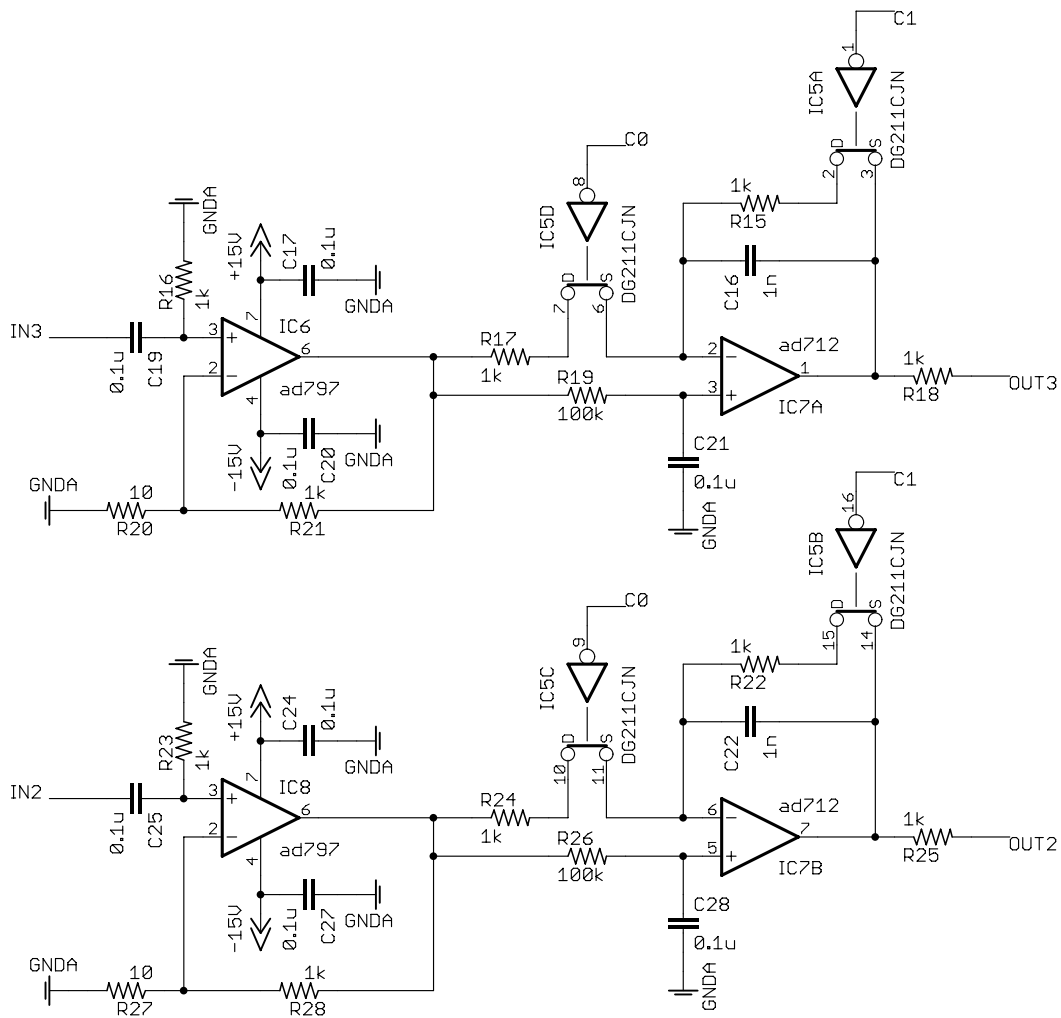 C1
1
IC5A
DG211CJN
D
S
2
3
C0
8
IC5D
DG211CJN
D
S
7
6
1k
R15
C16
1n
GNDA
R16
1k
+15V
C17
0.1u
GNDA
7
IN3
0.1u
C19
3
+
2
−
IC6
6
ad797
4
-15V
0.1u
C20
GNDA
R17
1k
R19
100k
2
−
3
+
ad712
1
IC7A
1k
R18
OUT3
C21
0.1u
GNDA
GNDA
10
R20
1k
R21
C1
16
IC5B
DG211CJN
D
S
15
14
C0
9
IC5C
DG211CJN
D
S
10
11
1k
R22
C22
1n
GNDA
R23
1k
+15V
C24
0.1u
GNDA
7
IN2
0.1u
C25
3
+
2
−
IC8
6
ad797
4
-15V
0.1u
C27
GNDA
R24
1k
R26
100k
6
−
5
+
ad712
7
IC7B
1k
R25
OUT2
C28
0.1u
GNDA
GNDA
10
R27
1k
R28